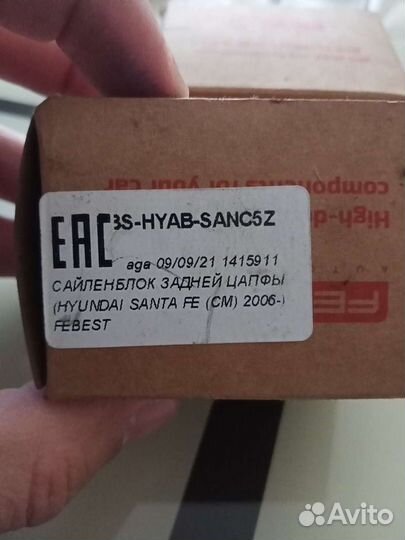 High-d
components for your car
FE
AUT
EAC
3S-HYAB-SANC5Z
aga 09/09/21 1415911
САЙЛЕНБЛОК ЗАДНЕЙ ЦАПФЫ
(HYUNDAI SANTA FE (CM) 2006-)
FEBEST
Avito